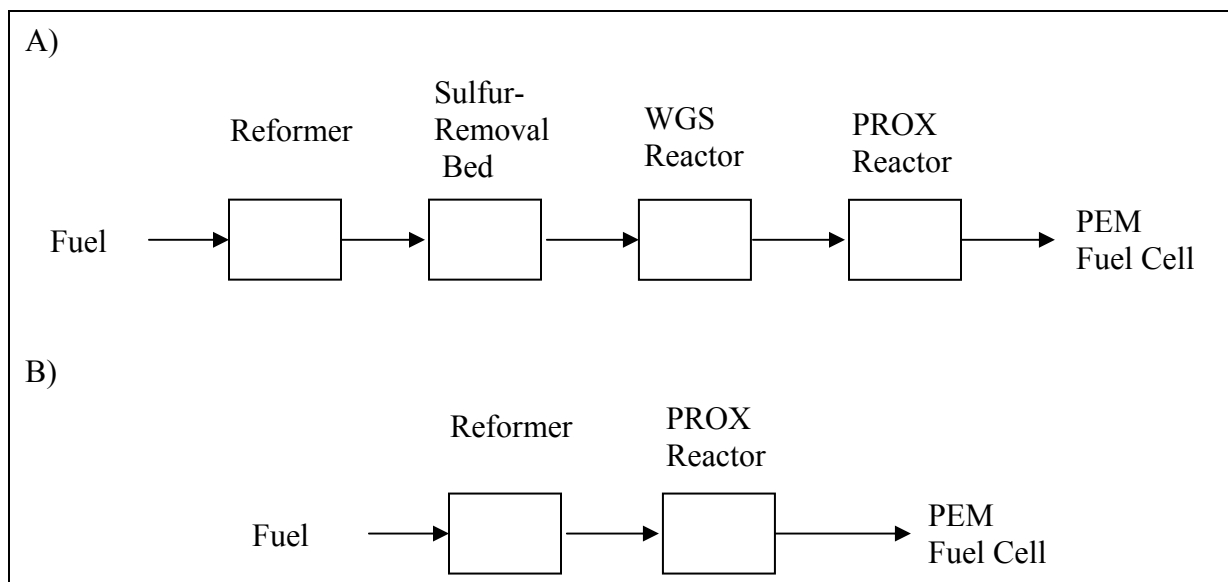 A)
Reformer
Sulfur-
Removal
Bed
WGS
Reactor
PROX
Reactor
Fuel
PEM
Fuel Cell
B)
Reformer
PROX
Reactor
Fuel
PEM
Fuel Cell